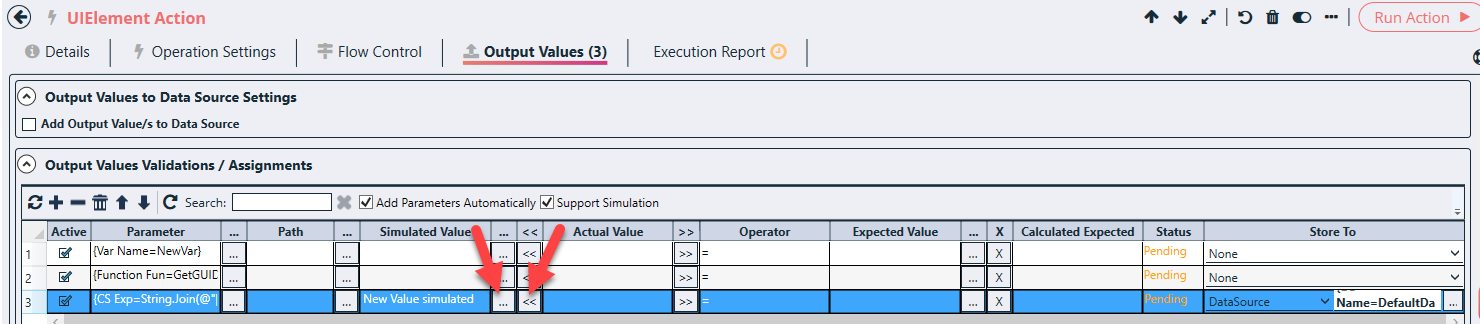 UIElement Action
Run Action
Details
Operation Settings
Flow Control
Output Values (3)
Execution Report
Output Values to Data Source Settings
Add Output Value/s to Data Source
Output Values Validations / Assignments
Search:
Add Parameters Automatically
Support Simulation
Active Parameter ... Path ... Simulated Value ... << Actual Value >> Operator Expected Value ... X Calculated Expected Status Store To
1 {Var Name=NewVar} ... ... ... << >> = ... X Pending None
2 {Function Fun=GetGUID ... ... ... << >> = ... X Pending None
3 {CS Exp=StringJoin(@" ... ... New Value simulated ... << >> = ... X Pending DataSource Name=DefaultDa ...